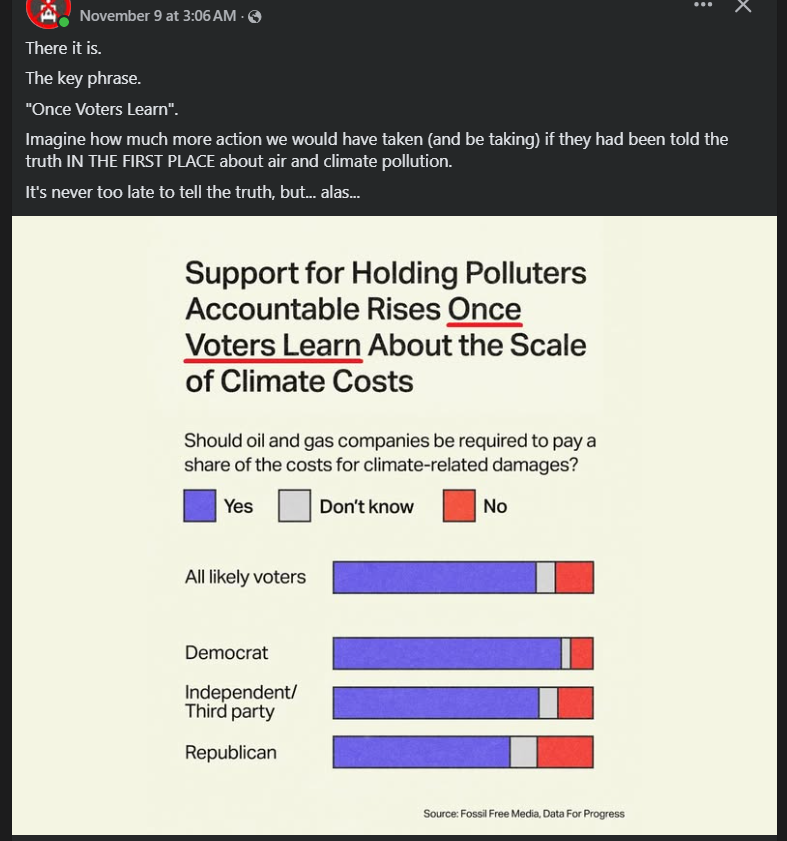 November 9 at 3:06 AM ·
There it is.
The key phrase.
"Once Voters Learn".
Imagine how much more action we would have taken (and be taking) if they had been told the
truth IN THE FIRST PLACE about air and climate pollution.
It's never too late to tell the truth, but... alas...
Support for Holding Polluters
Accountable Rises Once
Voters Learn About the Scale
of Climate Costs
Should oil and gas companies be required to pay a
share of the costs for climate-related damages?
Yes Don't know No
All likely voters
Democrat
Independent/
Third party
Republican
Source: Fossil Free Media, Data For Progress